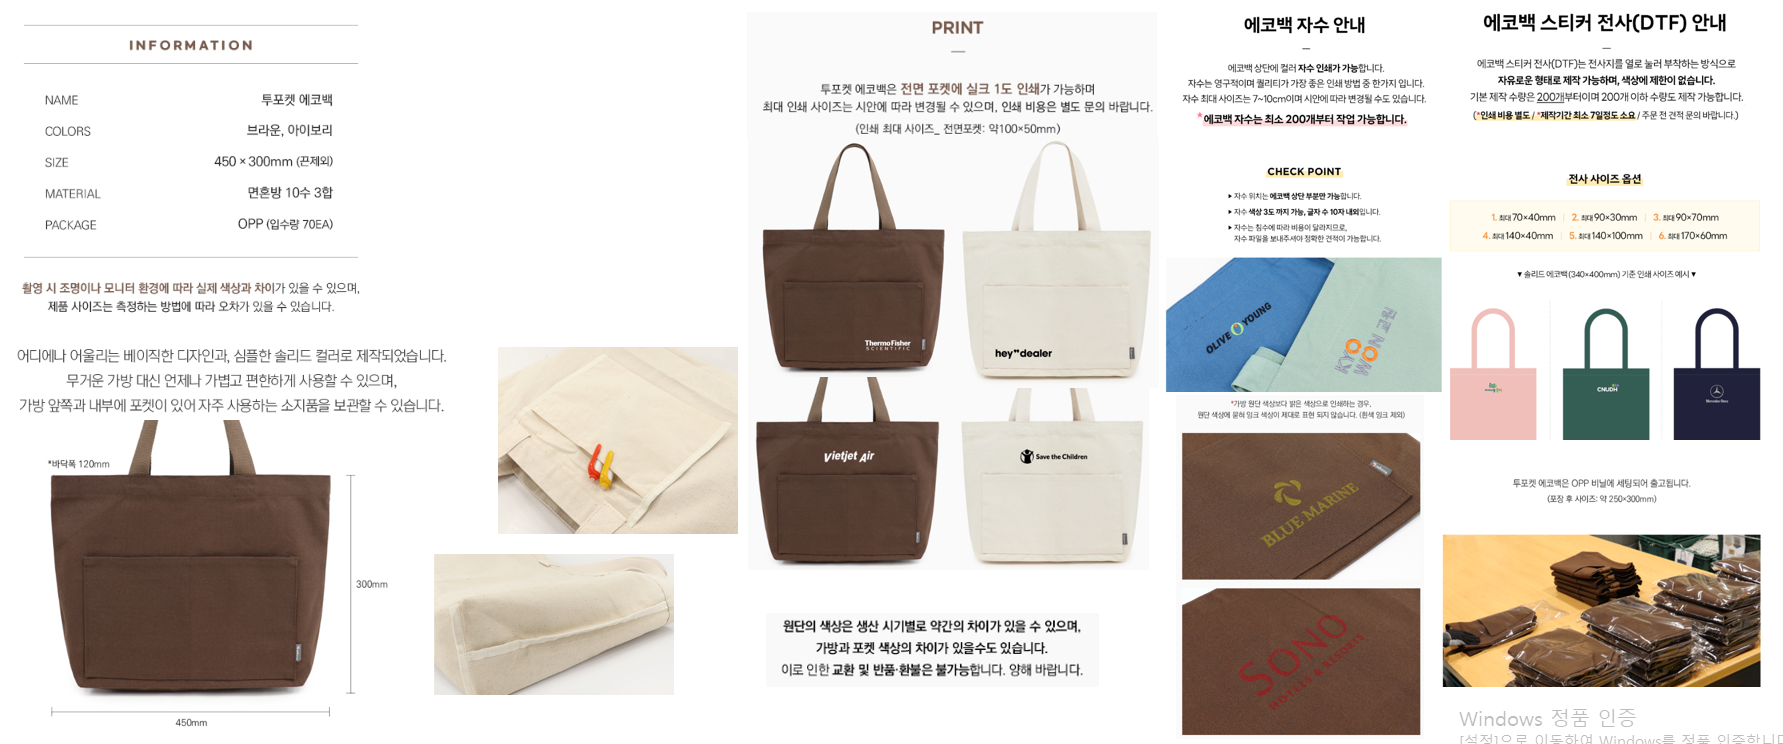 INFORMATION
NAME 투포켓 에코백
COLORS 브라운, 아이보리
SIZE 450 × 300mm (끈제외)
MATERIAL 면혼방 10수 3합
PACKAGE OPP (입수량 70EA)
촬영 시 조명이나 모니터 환경에 따라 실제 색상과 차이가 있을 수 있으며,
제품 사이즈는 측정하는 방법에 따라 오차가 있을 수 있습니다.
어디에나 어울리는 베이직한 디자인과, 심플한 솔리드 컬러로 제작되었습니다.
무거운 가방 대신 언제나 가볍고 편한하게 사용할 수 있으며,
가방 앞쪽과 내부에 포켓이 있어 자주 사용하는 소지품을 보관할 수 있습니다.
*바닥폭 120mm
300mm
450mm
PRINT
투포켓 에코백은 전면 포켓에 실크 1도 인쇄가 가능하며
최대 인쇄 사이즈는 시안에 따라 변경될 수 있으며, 인쇄 비용은 별도 문의 바랍니다.
(인쇄 최대 사이즈_ 전면포켓: 약100×50mm)
ThermoFisher
SCIENTIFIC
hey"dealer
Vietjet Air
Save the Children
원단의 색상은 생산 시기별로 약간의 차이가 있을 수 있으며,
가방과 포켓 색상의 차이가 있을수도 있습니다.
이로 인한 교환 및 반품·환불은 불가능합니다. 양해 바랍니다.
에코백 자수 안내
에코백 상단에 컬러 자수 인쇄가 가능합니다.
자수는 영구적이며 퀄리티가 가장 좋은 인쇄 방법 중 한가지 입니다.
자수 최대 사이즈는 7~10cm이며 시안에 따라 변경될 수도 있습니다.
*에코백 자수는 최소 200개부터 작업 가능합니다.
CHECK POINT
▶ 자수 위치는 에코백 상단 부분만 가능합니다.
▶ 자수 색상 3도 까지 가능, 글자 수 10자 내외입니다.
▶ 자수는 침수에 따라 비용이 달라지므로,
자수 파일을 보내주셔야 정확한 견적이 가능합니다.
OLIVE YOUNG
KYOWON 교원
*가방 원단 색상보다 밝은 색상으로 인쇄하는 경우,
원단 색상에 묻혀 잉크 색상이 제대로 표현 되지 않습니다. (흰색 잉크 제외)
BLUE MARINE
SONO
HOTELS & RESORTS
에코백 스티커 전사(DTF) 안내
에코백 스티커 전사(DTF)는 전사지를 열로 눌러 부착하는 방식으로
자유로운 형태로 제작 가능하며, 색상에 제한이 없습니다.
기본 제작 수량은 200개부터이며 200개 이하 수량도 제작 가능합니다.
(*인쇄 비용 별도 / *제작기간 최소 7일정도 소요 / 주문 전 견적 문의 바랍니다.)
전사 사이즈 옵션
1. 최대 70×40mm | 2. 최대 90×30mm | 3. 최대 90×70mm
4. 최대 140×40mm | 5. 최대 140×100mm | 6. 최대 170×60mm
▼ 솔리드 에코백(340×400mm) 기준 인쇄 사이즈 예시 ▼
CNUDH
Mercedes-Benz
투포켓 에코백은 OPP 비닐에 세팅되어 출고됩니다.
(포장 후 사이즈: 약 250×300mm)
Windows 정품 인증
[설정]으로 이동하여 Windows를 정품 인증합니다